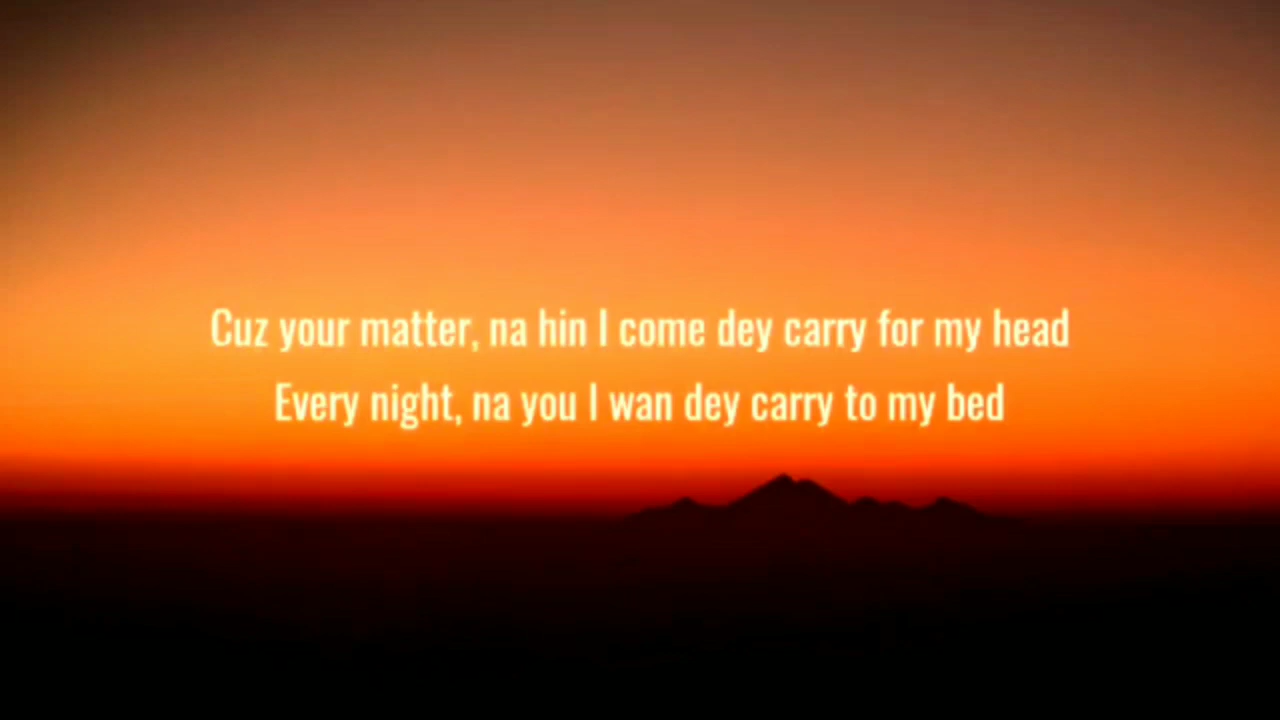 Cuz your matter, na hin I come dey carry for my head
Every night, na you I wan dey carry to my bed